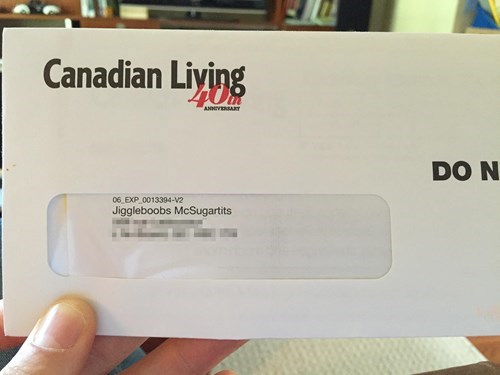 Canadian Living
40th
ANNIVERSARY
DO N
06_EXP_0013394-V2
Jiggleboobs McSugartits